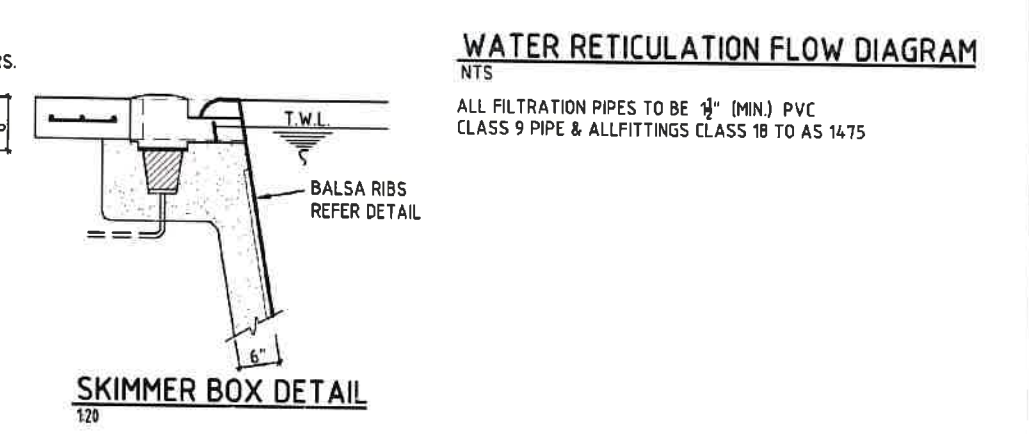 RS.
WATER RETICULATION FLOW DIAGRAM
NTS
ALL FILTRATION PIPES TO BE 1½" (MIN.) PVC
CLASS 9 PIPE & ALLFITTINGS CLASS 18 TO AS 1475
T.W.L.
BALSA RIBS
REFER DETAIL
6"
SKIMMER BOX DETAIL
1:20